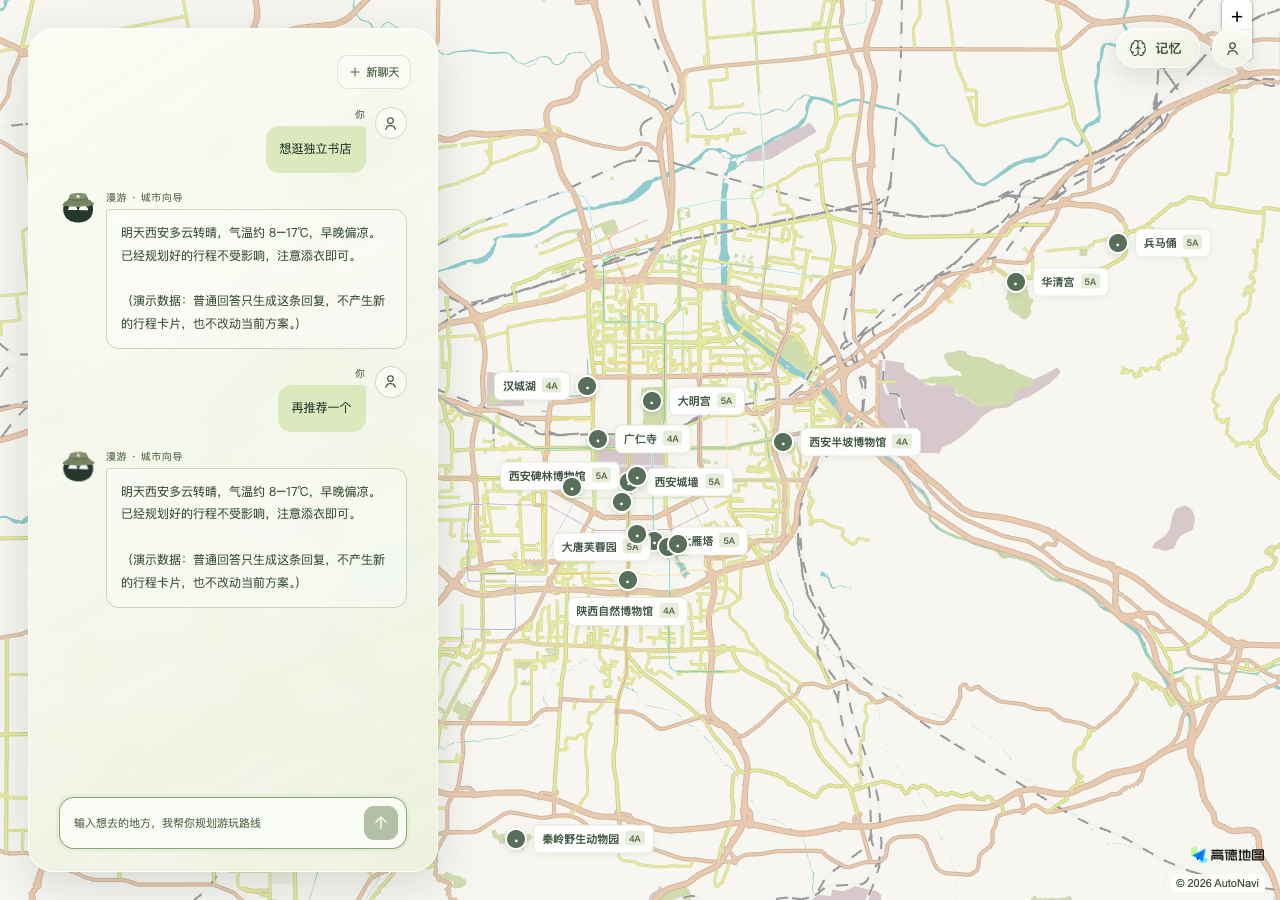 新聊天
你
想逛独立书店
漫游 · 城市向导
明天西安多云转晴，气温约 8—17℃，早晚偏凉。
已经规划好的行程不受影响，注意添衣即可。
（演示数据：普通回答只生成这条回复，不产生新
的行程卡片，也不改动当前方案。）
你
再推荐一个
漫游 · 城市向导
明天西安多云转晴，气温约 8—17℃，早晚偏凉。
已经规划好的行程不受影响，注意添衣即可。
（演示数据：普通回答只生成这条回复，不产生新
的行程卡片，也不改动当前方案。）
输入想去的地方，我帮你规划游玩路线
记忆
兵马俑 5A
华清宫 5A
汉城湖 4A
大明宫 5A
广仁寺 4A
西安半坡博物馆 4A
西安碑林博物馆 5A
西安城墙 5A
大唐芙蓉园 5A
雁塔 5A
陕西自然博物馆 4A
秦岭野生动物园 4A
高德地图
© 2026 AutoNavi